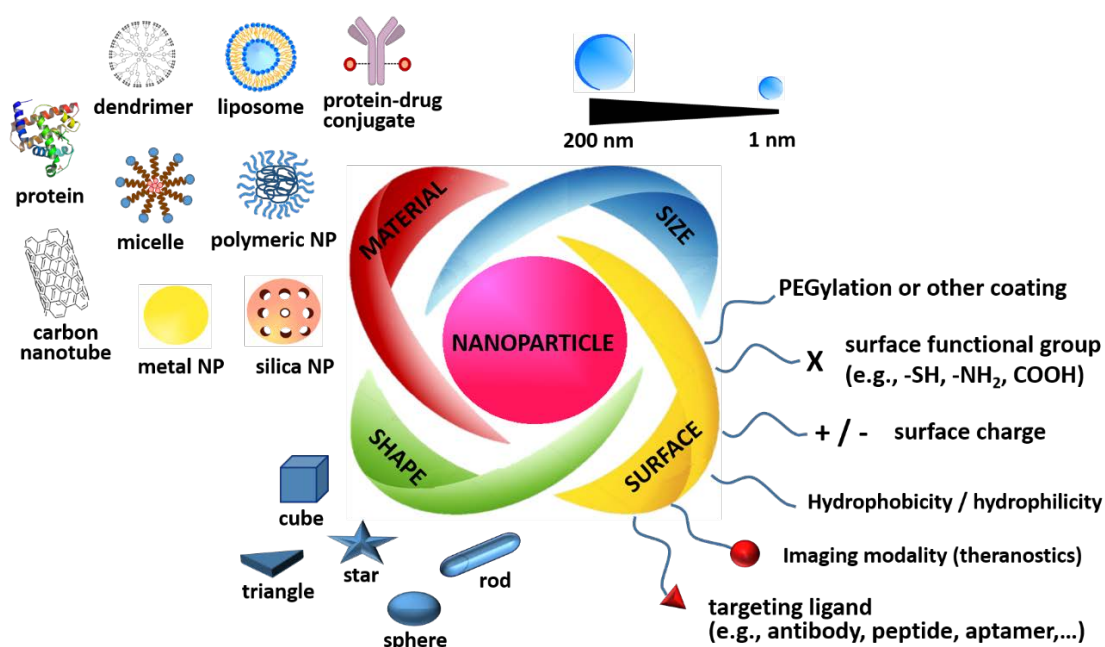 dendrimer
liposome
protein-drug
conjugate
200 nm
1 nm
protein
micelle
polymeric NP
carbon
nanotube
metal NP
silica NP
MATERIAL
SIZE
NANOPARTICLE
SHAPE
SURFACE
PEGylation or other coating
X
surface functional group
(e.g., -SH, -NH₂, COOH)
+ / -
surface charge
Hydrophobicity / hydrophilicity
Imaging modality (theranostics)
targeting ligand
(e.g., antibody, peptide, aptamer,...)
cube
triangle
star
rod
sphere